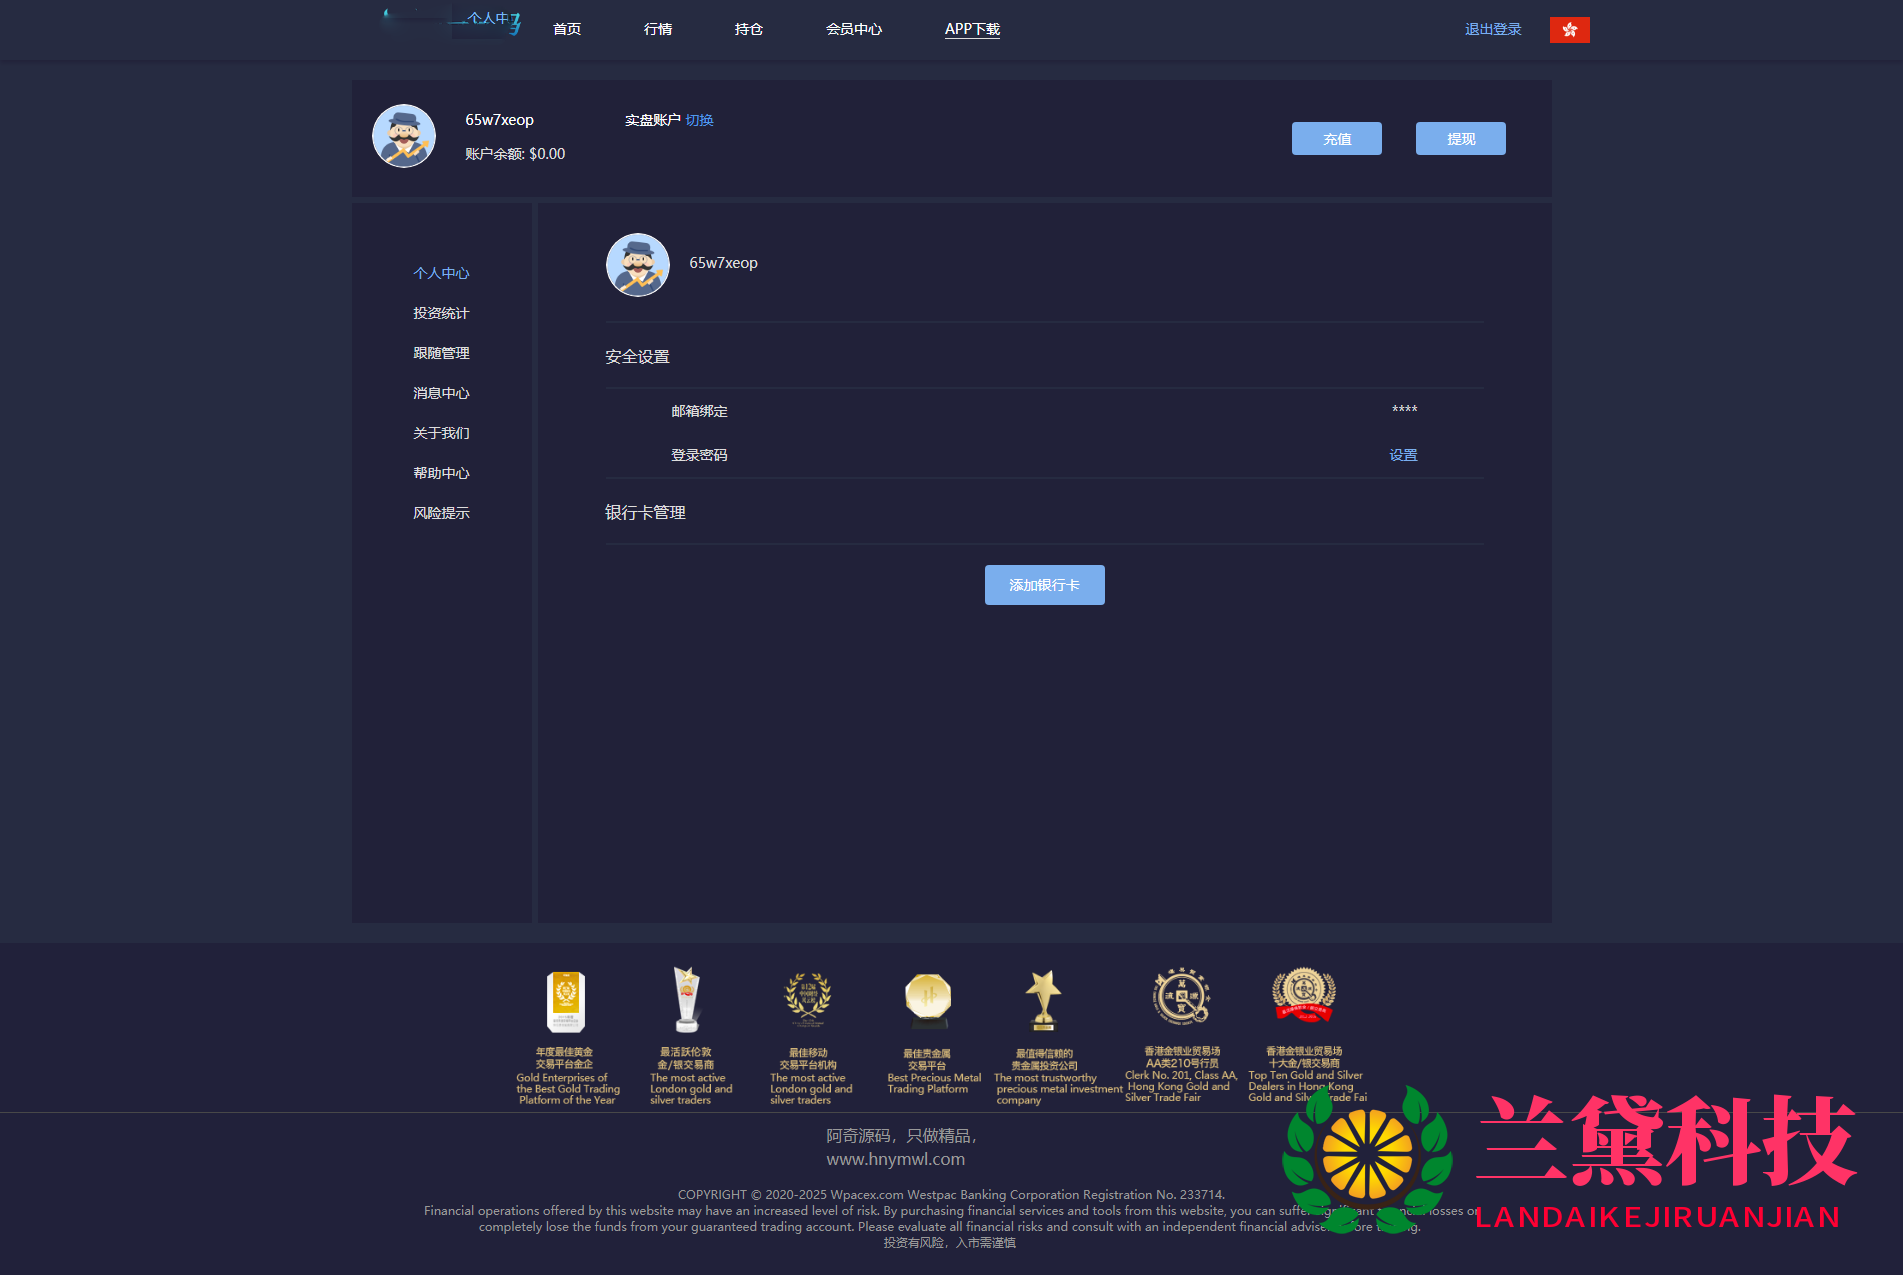 个人中
首页
行情
持仓
会员中心
APP下载
退出登录
65w7xeop
实盘账户 切换
账户余额: $0.00
充值
提现
个人中心
投资统计
跟随管理
消息中心
关于我们
帮助中心
风险提示
65w7xeop
安全设置
邮箱绑定
****
登录密码
设置
银行卡管理
添加银行卡
年度最佳黄金
交易平台金企
Gold Enterprises of
the Best Gold Trading
Platform of the Year
最活跃伦敦
金/银交易商
The most active
London gold and
silver traders
最佳移动
交易平台机构
The most active
London gold and
silver traders
最佳贵金属
交易平台
Best Precious Metal
Trading Platform
最值得信赖的
贵金属投资公司
The most trustworthy
precious metal investment
company
香港金银业贸易场
AA类210号行员
Clerk No. 201, Class AA,
Hong Kong Gold and
Silver Trade Fair
香港金银业贸易场
十大金/银交易商
Top Ten Gold and Silver
Dealers in Hong Kong
Gold and Silver Trade Fai
阿奇源码，只做精品，
www.hnymwl.com
COPYRIGHT © 2020-2025 Wpacex.com Westpac Banking Corporation Registration No. 233714.
Financial operations offered by this website may have an increased level of risk. By purchasing financial services and tools from this website, you can suffer significant financial losses or
completely lose the funds from your guaranteed trading account. Please evaluate all financial risks and consult with an independent financial adviser before trading.
投资有风险，入市需谨慎
兰黛科技
LANDAIKEJIRUANJIAN